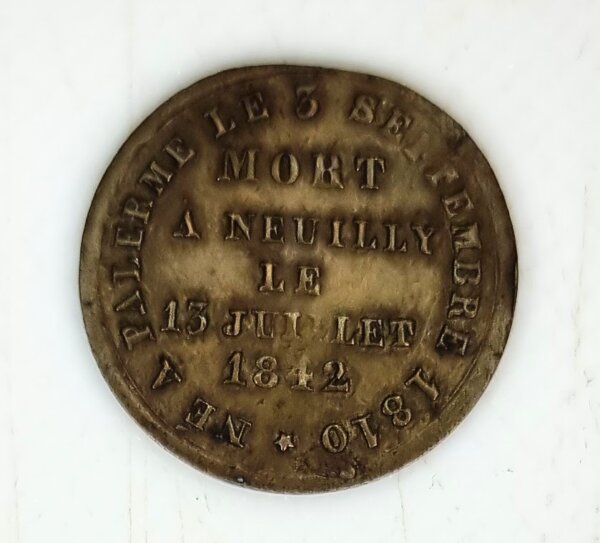 NE A PALERME LE 3 SEPTEMBRE 1810
MORT
A NEUILLY
LE
13 JUILLET
1842